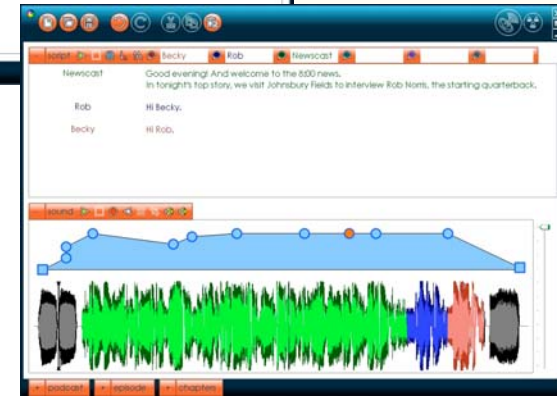 script Becky Rob Newscast
Newscast Good evening! And welcome to the 8:00 news.
In tonight's top story, we visit Johnsbury Fields to interview Rob Norris, the starting quarterback.
Rob Hi Becky,
Becky Hi Rob,
sound
podcast episode chapters